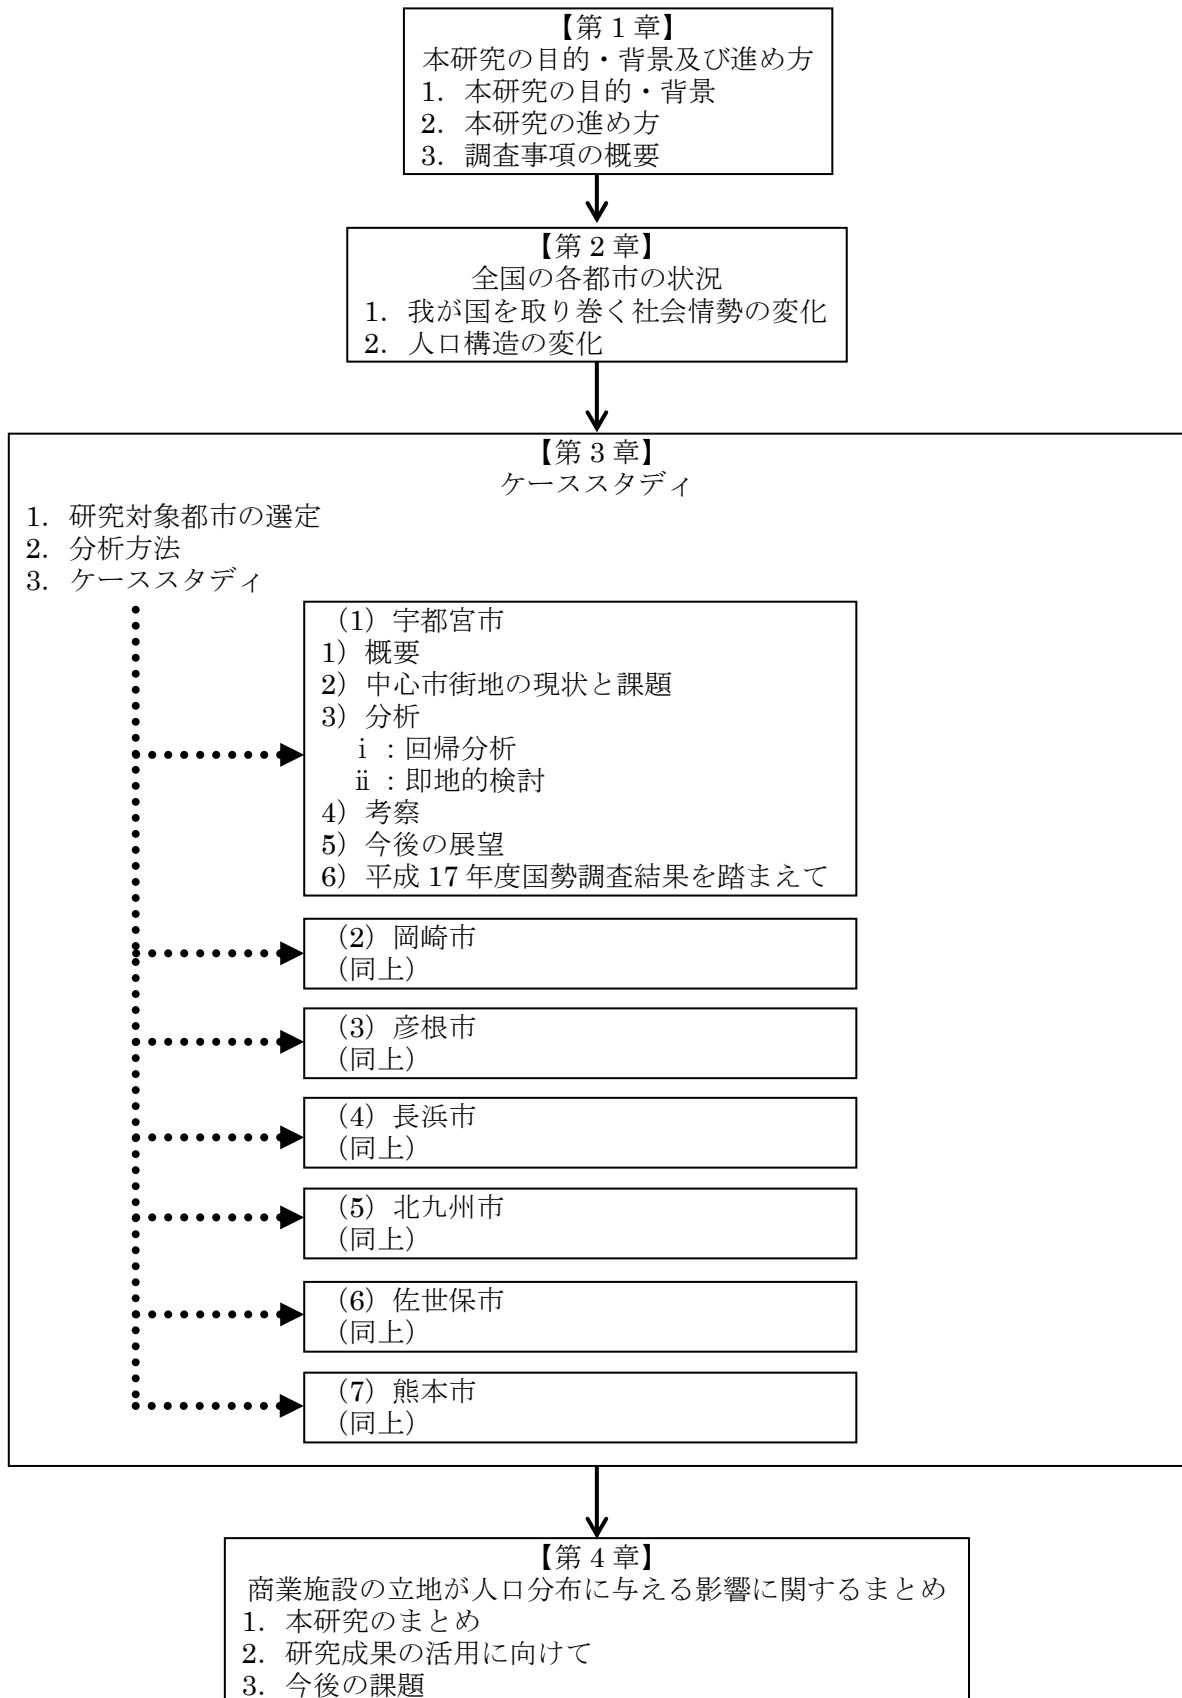 【第 1 章】
本研究の目的・背景及び進め方
1. 本研究の目的・背景
2. 本研究の進め方
3. 調査事項の概要
【第 2 章】
全国の各都市の状況
1. 我が国を取り巻く社会情勢の変化
2. 人口構造の変化
【第 3 章】
ケーススタディ
1. 研究対象都市の選定
2. 分析方法
3. ケーススタディ
（1）宇都宮市
1）概要
2）中心市街地の現状と課題
3）分析
ⅰ：回帰分析
ⅱ：即地的検討
4）考察
5）今後の展望
6）平成 17 年度国勢調査結果を踏まえて
（2）岡崎市
（同上）
（3）彦根市
（同上）
（4）長浜市
（同上）
（5）北九州市
（同上）
（6）佐世保市
（同上）
（7）熊本市
（同上）
【第 4 章】
商業施設の立地が人口分布に与える影響に関するまとめ
1. 本研究のまとめ
2. 研究成果の活用に向けて
3. 今後の課題